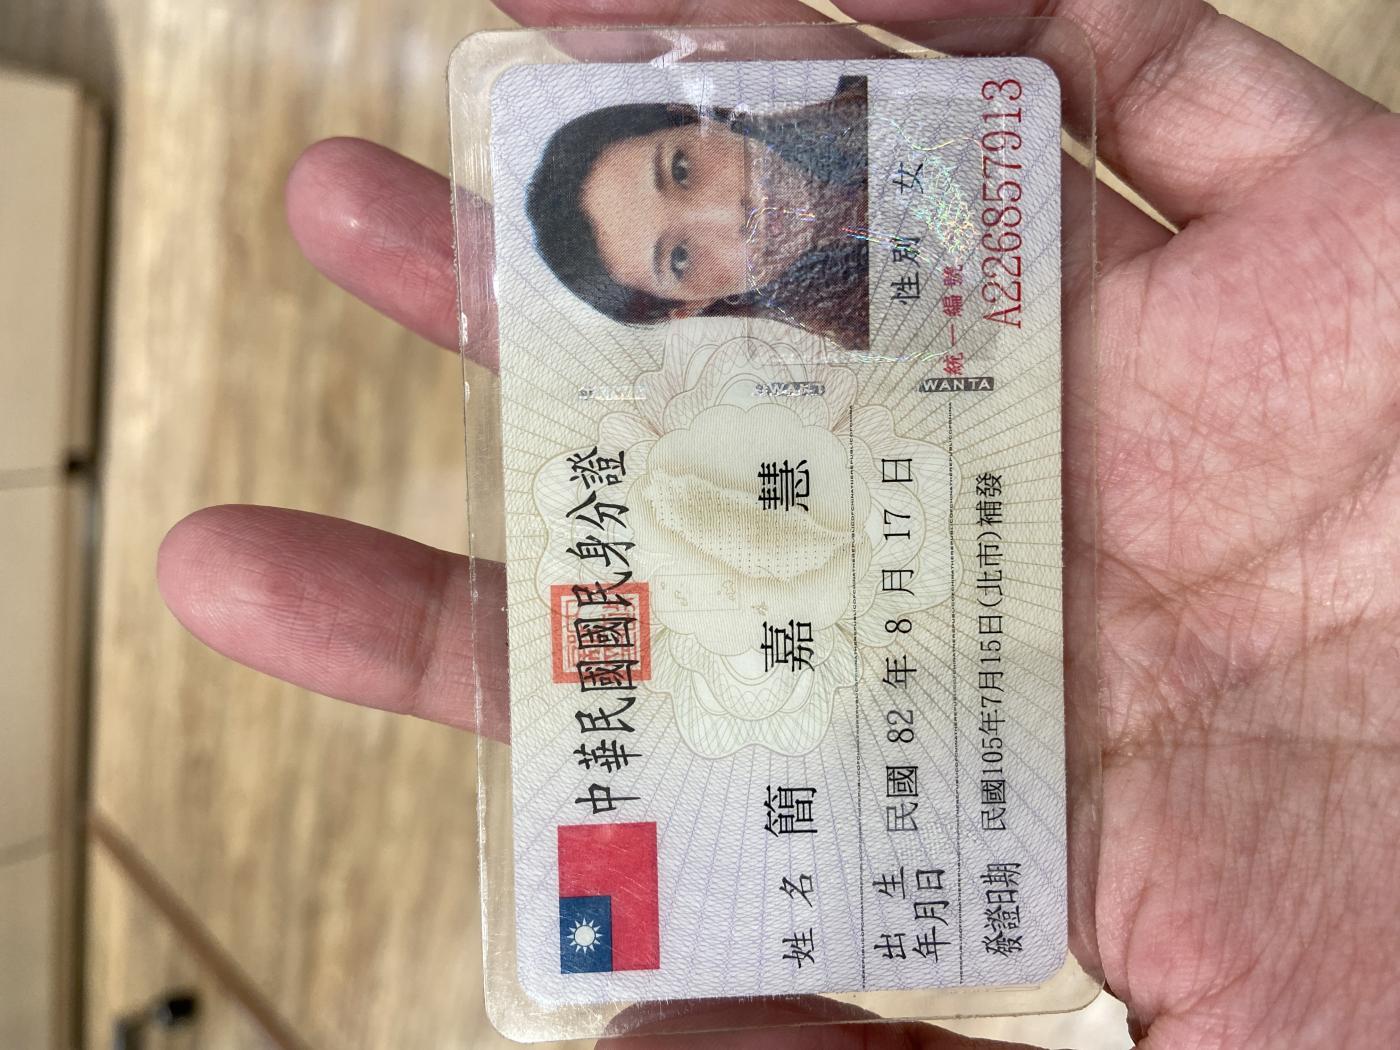 中華民國國民身分證
姓名 簡嘉慧
出生年月日 民國 82 年 8 月 17 日
發證日期 民國105年7月15日(北市)補發
性別 女
統一編號
A226857913
WANTA